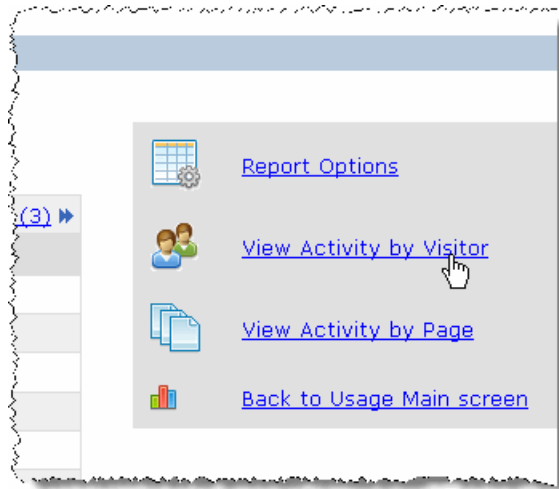 Report Options
(3)
View Activity by Visitor
View Activity by Page
Back to Usage Main screen